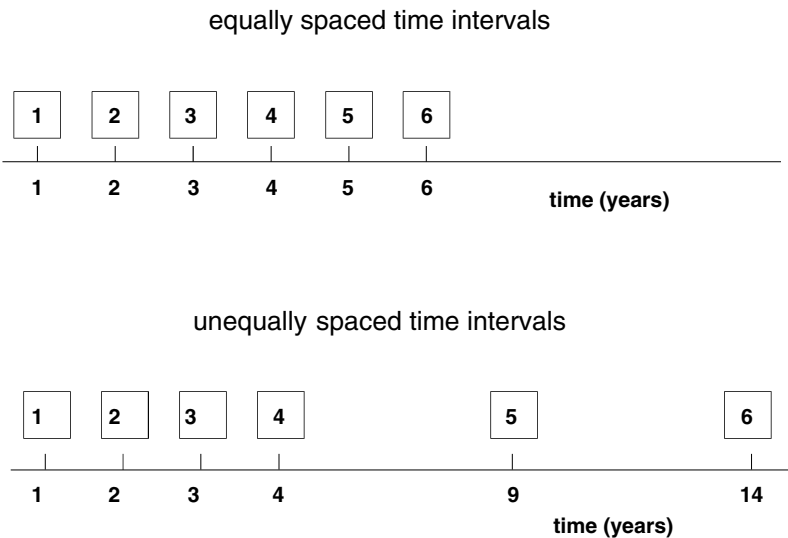 equally spaced time intervals
1 2 3 4 5 6
1 2 3 4 5 6
time (years)
unequally spaced time intervals
1 2 3 4 5 6
1 2 3 4 9 14
time (years)